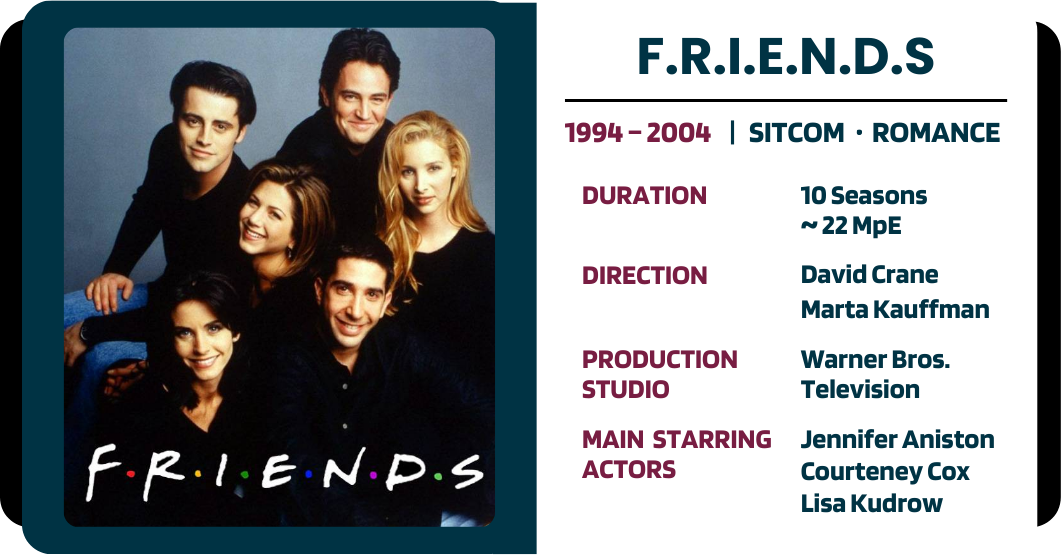 F.R.I.E.N.D.S
F.R.I.E.N.D.S
1994 – 2004 | SITCOM · ROMANCE
DURATION
10 Seasons
~ 22 MpE
DIRECTION
David Crane
Marta Kauffman
PRODUCTION
STUDIO
Warner Bros.
Television
MAIN STARRING
ACTORS
Jennifer Aniston
Courteney Cox
Lisa Kudrow